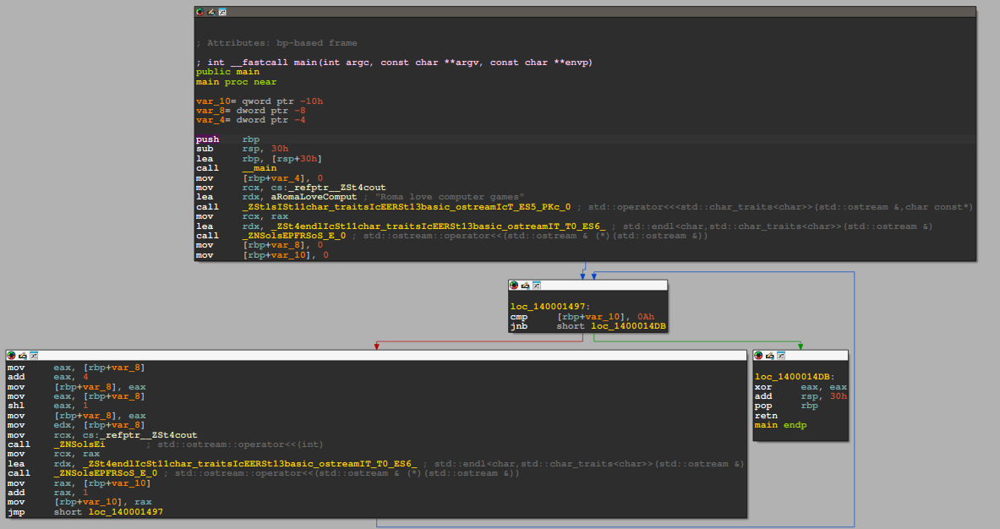 ; Attributes: bp-based frame
; int __fastcall main(int argc, const char **argv, const char **envp)
public main
main proc near
var_10= qword ptr -10h
var_8= dword ptr -8
var_4= dword ptr -4
push    rbp
sub     rsp, 30h
lea     rbp, [rsp+30h]
call    __main
mov     [rbp+var_4], 0
mov     rcx, cs:_refptr__ZSt4cout
lea     rdx, aRomaLoveComput ; "Roma love computer games"
call    _ZStlsISt11char_traitsIcEERSt13basic_ostreamIcT_ES5_PKc_0 ; std::operator<<<std::char_traits<char>>(std::ostream &,char const*)
mov     rcx, rax
lea     rdx, _ZSt4endlIcSt11char_traitsIcEERSt13basic_ostreamIT_T0_ES6_ ; std::endl<char,std::char_traits<char>>(std::ostream &)
call    _ZNSolsEPFRSoS_E_0 ; std::ostream::operator<<(std::ostream & (*)(std::ostream &))
mov     [rbp+var_8], 0
mov     [rbp+var_10], 0
loc_140001497:
cmp     [rbp+var_10], 0Ah
jnb     short loc_1400014DB
mov     eax, [rbp+var_8]
add     eax, 4
mov     [rbp+var_8], eax
mov     eax, [rbp+var_8]
shl     eax, 1
mov     [rbp+var_8], eax
mov     edx, [rbp+var_8]
mov     rcx, cs:_refptr__ZSt4cout
call    _ZNSolsEi       ; std::ostream::operator<<(int)
mov     rcx, rax
lea     rdx, _ZSt4endlIcSt11char_traitsIcEERSt13basic_ostreamIT_T0_ES6_ ; std::endl<char,std::char_traits<char>>(std::ostream &)
call    _ZNSolsEPFRSoS_E_0 ; std::ostream::operator<<(std::ostream & (*)(std::ostream &))
mov     rax, [rbp+var_10]
add     rax, 1
mov     [rbp+var_10], rax
jmp     short loc_140001497
loc_1400014DB:
xor     eax, eax
add     rsp, 30h
pop     rbp
retn
main endp